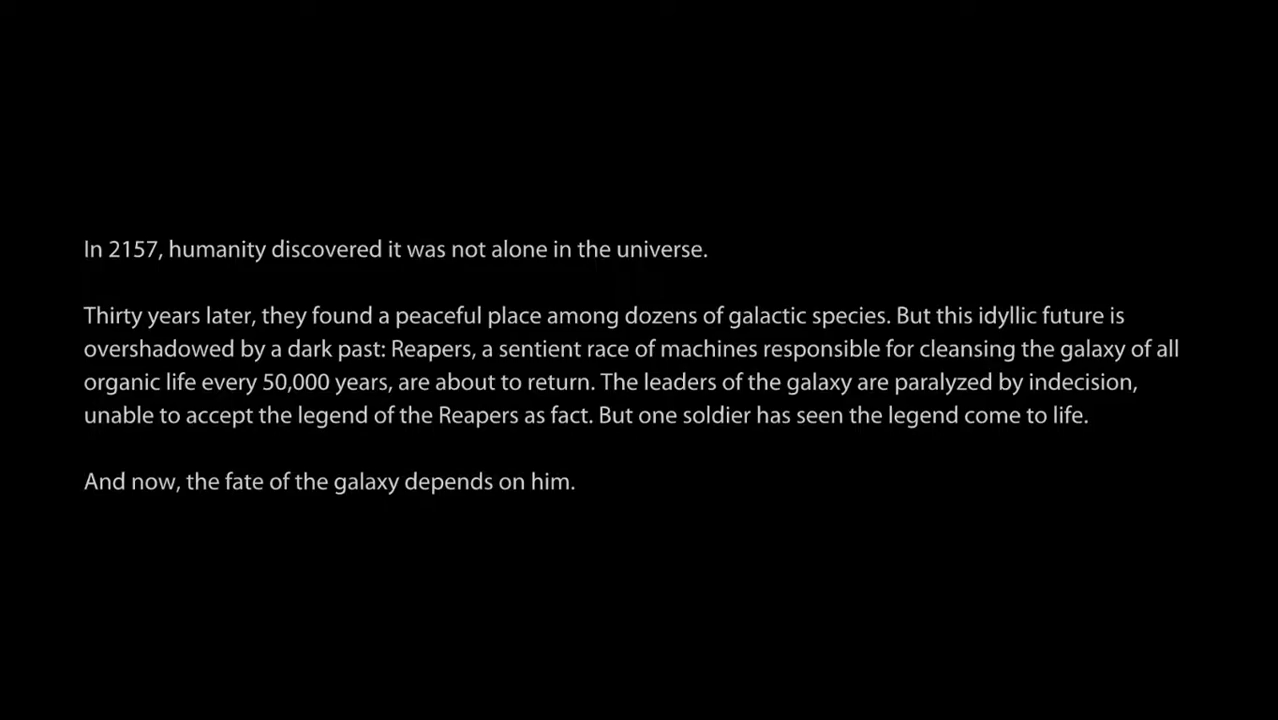 In 2157, humanity discovered it was not alone in the universe.
Thirty years later, they found a peaceful place among dozens of galactic species. But this idyllic future is
overshadowed by a dark past: Reapers, a sentient race of machines responsible for cleansing the galaxy of all
organic life every 50,000 years, are about to return. The leaders of the galaxy are paralyzed by indecision,
unable to accept the legend of the Reapers as fact. But one soldier has seen the legend come to life.
And now, the fate of the galaxy depends on him.